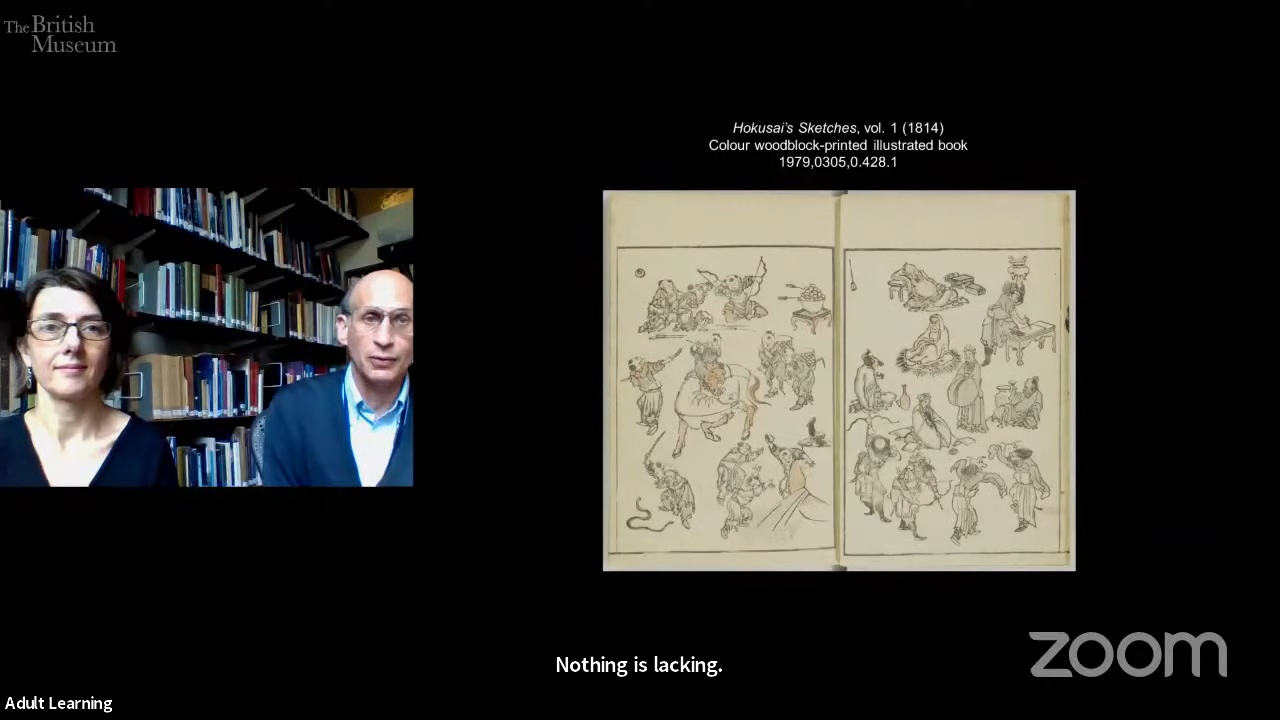 The British
Museum
Hokusai's Sketches, vol. 1 (1814)
Colour woodblock-printed illustrated book
1979,0305,0.428.1
Nothing is lacking.
zoom
Adult Learning